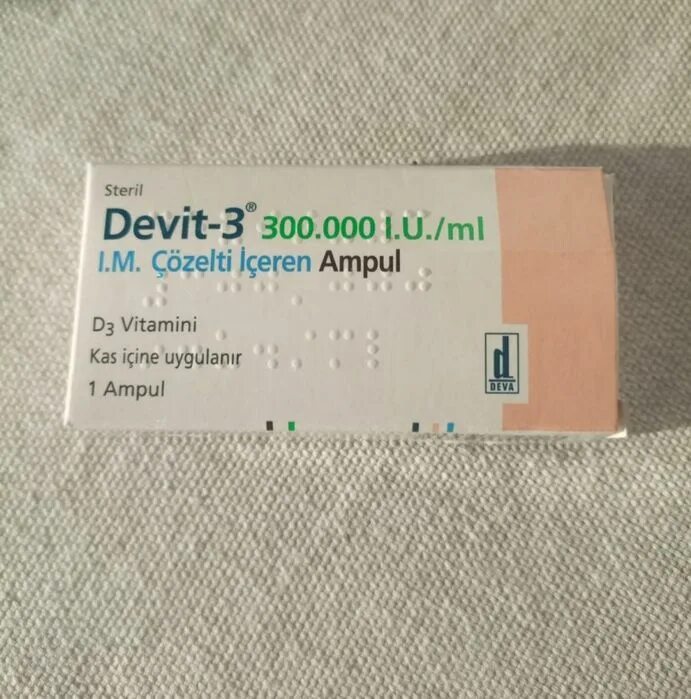 Steril
Devit-3® 300.000 I.U./ml
I.M. Çözelti İçeren Ampul
D₃ Vitamini
Kas içine uygulanır
1 Ampul
d
DEVA